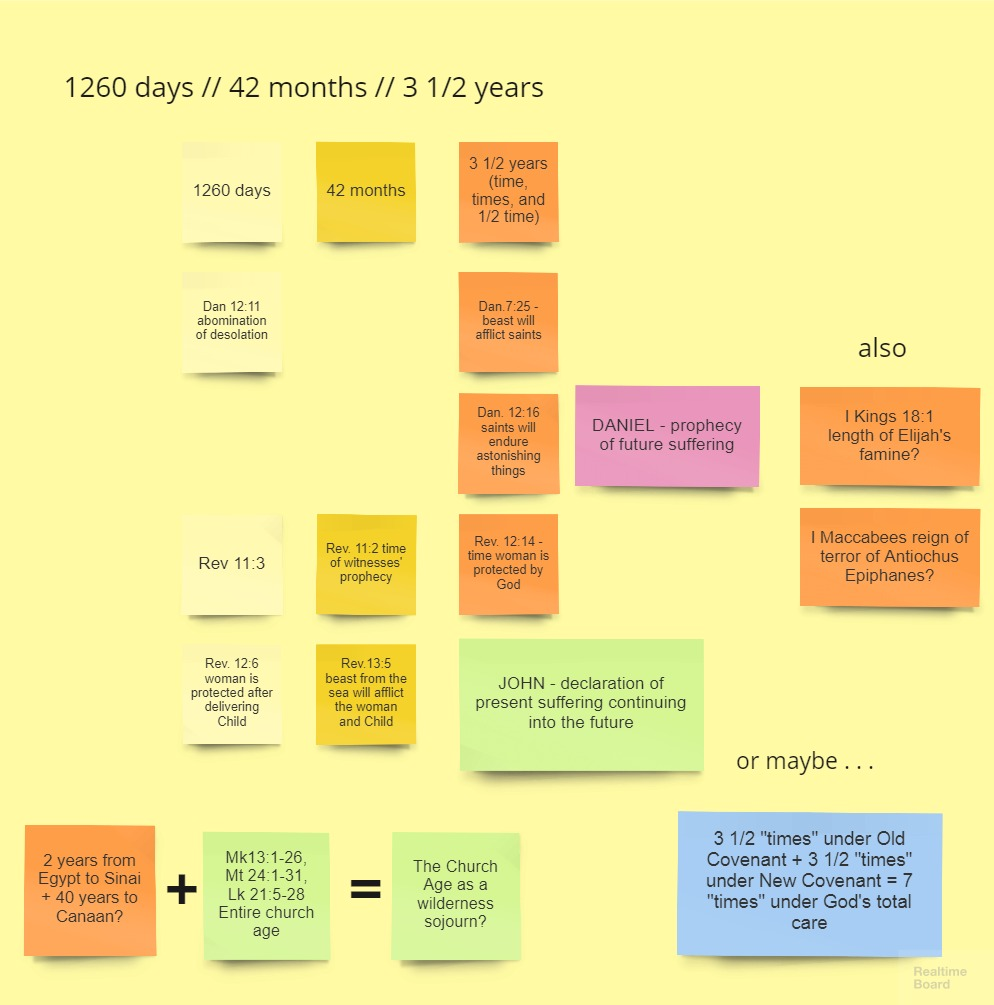 1260 days // 42 months // 3 1/2 years
1260 days
42 months
3 1/2 years
(time,
times, and
1/2 time)
Dan 12:11
abomination
of desolation
Dan.7:25 -
beast will
afflict saints
also
Dan. 12:16
saints will
endure
astonishing
things
DANIEL - prophecy
of future suffering
I Kings 18:1
length of Elijah's
famine?
Rev 11:3
Rev. 11:2 time
of witnesses'
prophecy
Rev. 12:14 -
time woman is
protected by
God
I Maccabees reign of
terror of Antiochus
Epiphanes?
Rev. 12:6
woman is
protected after
delivering
Child
Rev.13:5
beast from the
sea will afflict
the woman
and Child
JOHN - declaration of
present suffering continuing
into the future
or maybe . . .
2 years from
Egypt to Sinai
+ 40 years to
Canaan?
+
Mk13:1-26,
Mt 24:1-31,
Lk 21:5-28
Entire church
age
=
The Church
Age as a
wilderness
sojourn?
3 1/2 "times" under Old
Covenant + 3 1/2 "times"
under New Covenant = 7
"times" under God's total
care
Realtime
Board